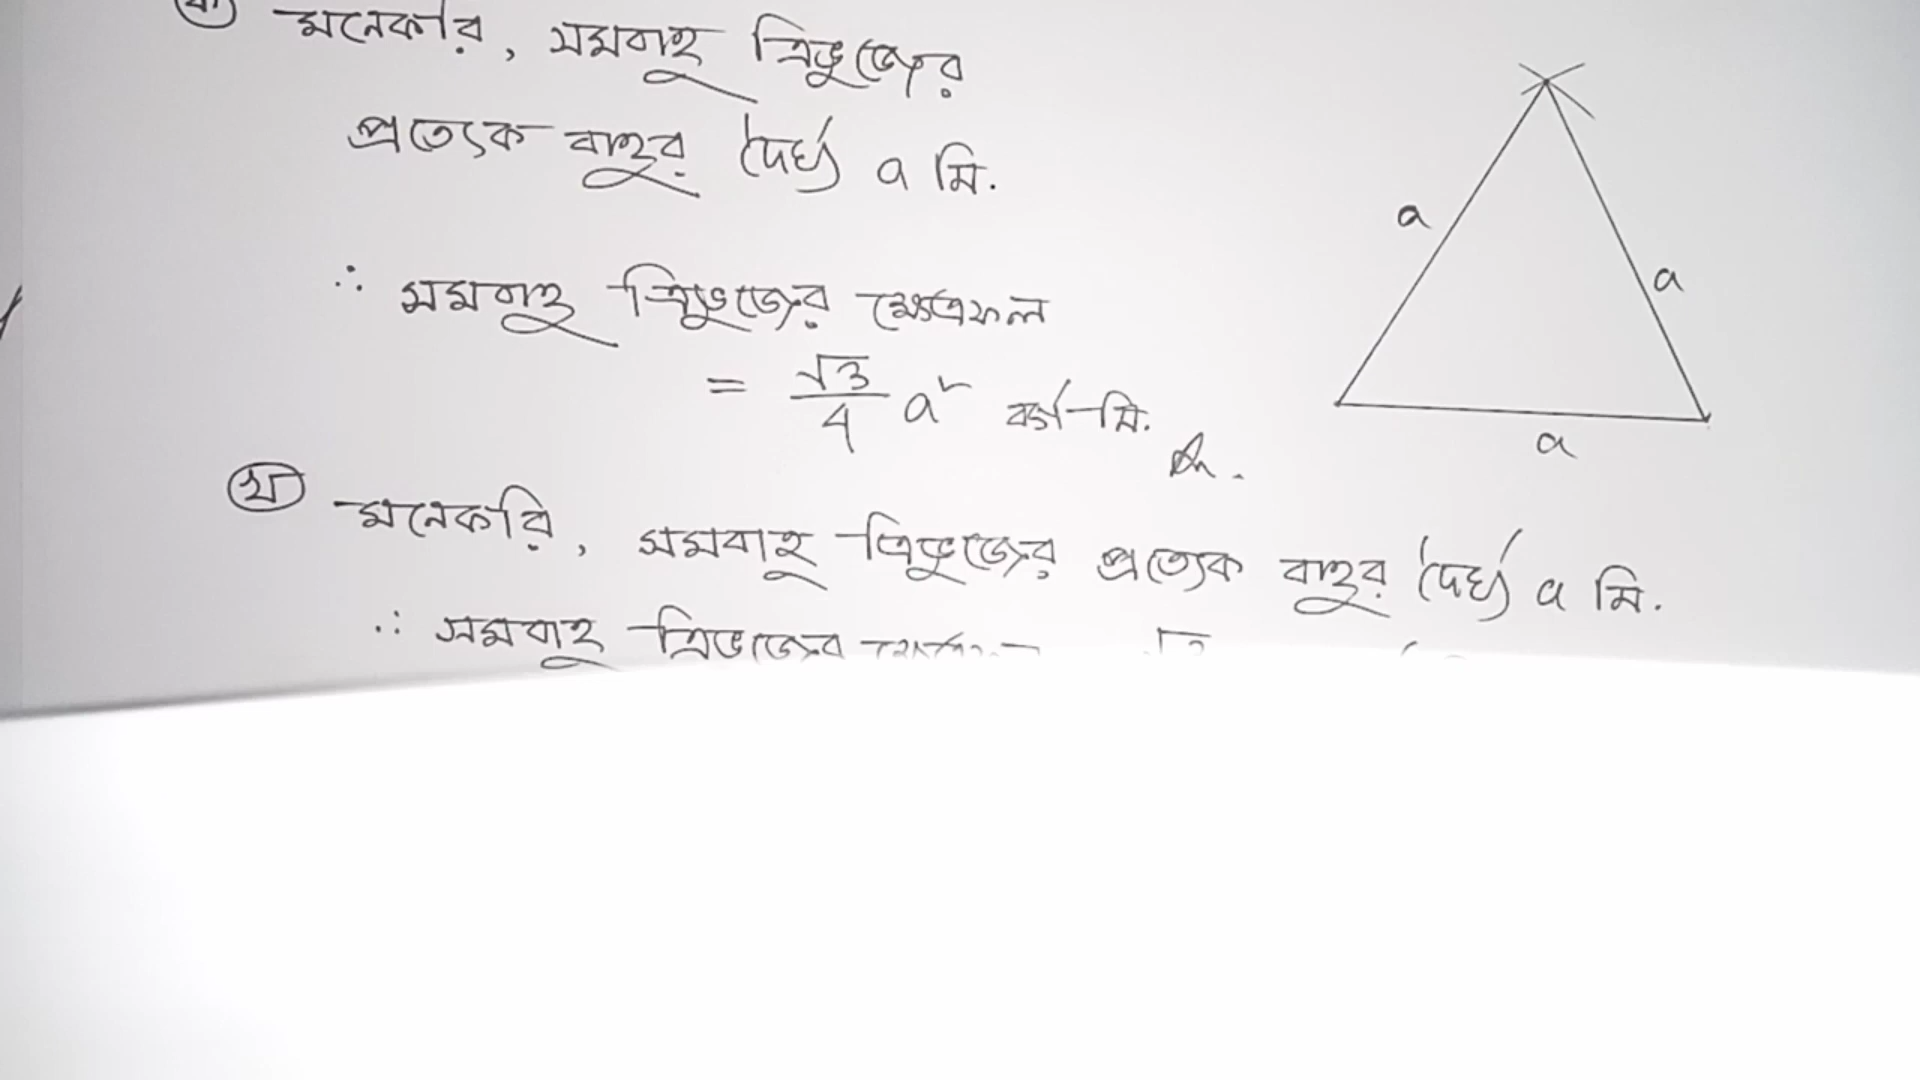 ক মনেকরি, সমবাহু ত্রিভুজের
প্রত্যেক বাহুর দৈর্ঘ্য a মি.
∴ সমবাহু ত্রিভুজের ক্ষেত্রফল
= √3/4 a² বর্গ মি.
a
a
a
খ মনেকরি, সমবাহু ত্রিভুজের প্রত্যেক বাহুর দৈর্ঘ্য a মি.
∴ সমবাহু ত্রিভুজের